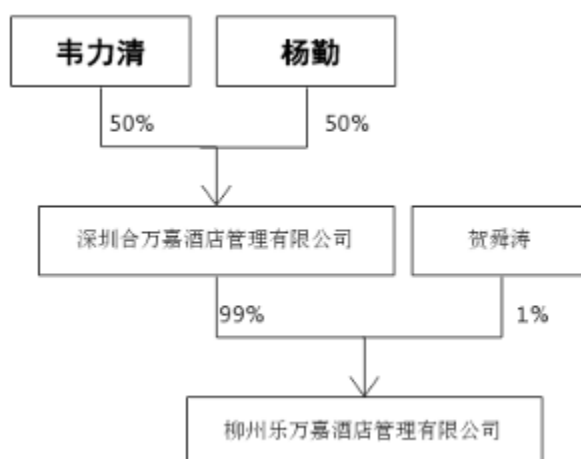 韦力清
杨勤
50%
50%
深圳合万嘉酒店管理有限公司
贺舜涛
99%
1%
柳州乐万嘉酒店管理有限公司